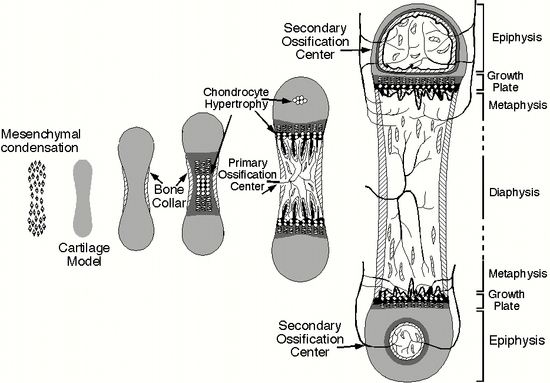 Mesenchymal
condensation
Cartilage
Model
Bone
Collar
Chondrocyte
Hypertrophy
Primary
Ossification
Center
Secondary
Ossification
Center
Epiphysis
Growth
Plate
Metaphysis
Diaphysis
Metaphysis
Growth
Plate
Secondary
Ossification
Center
Epiphysis